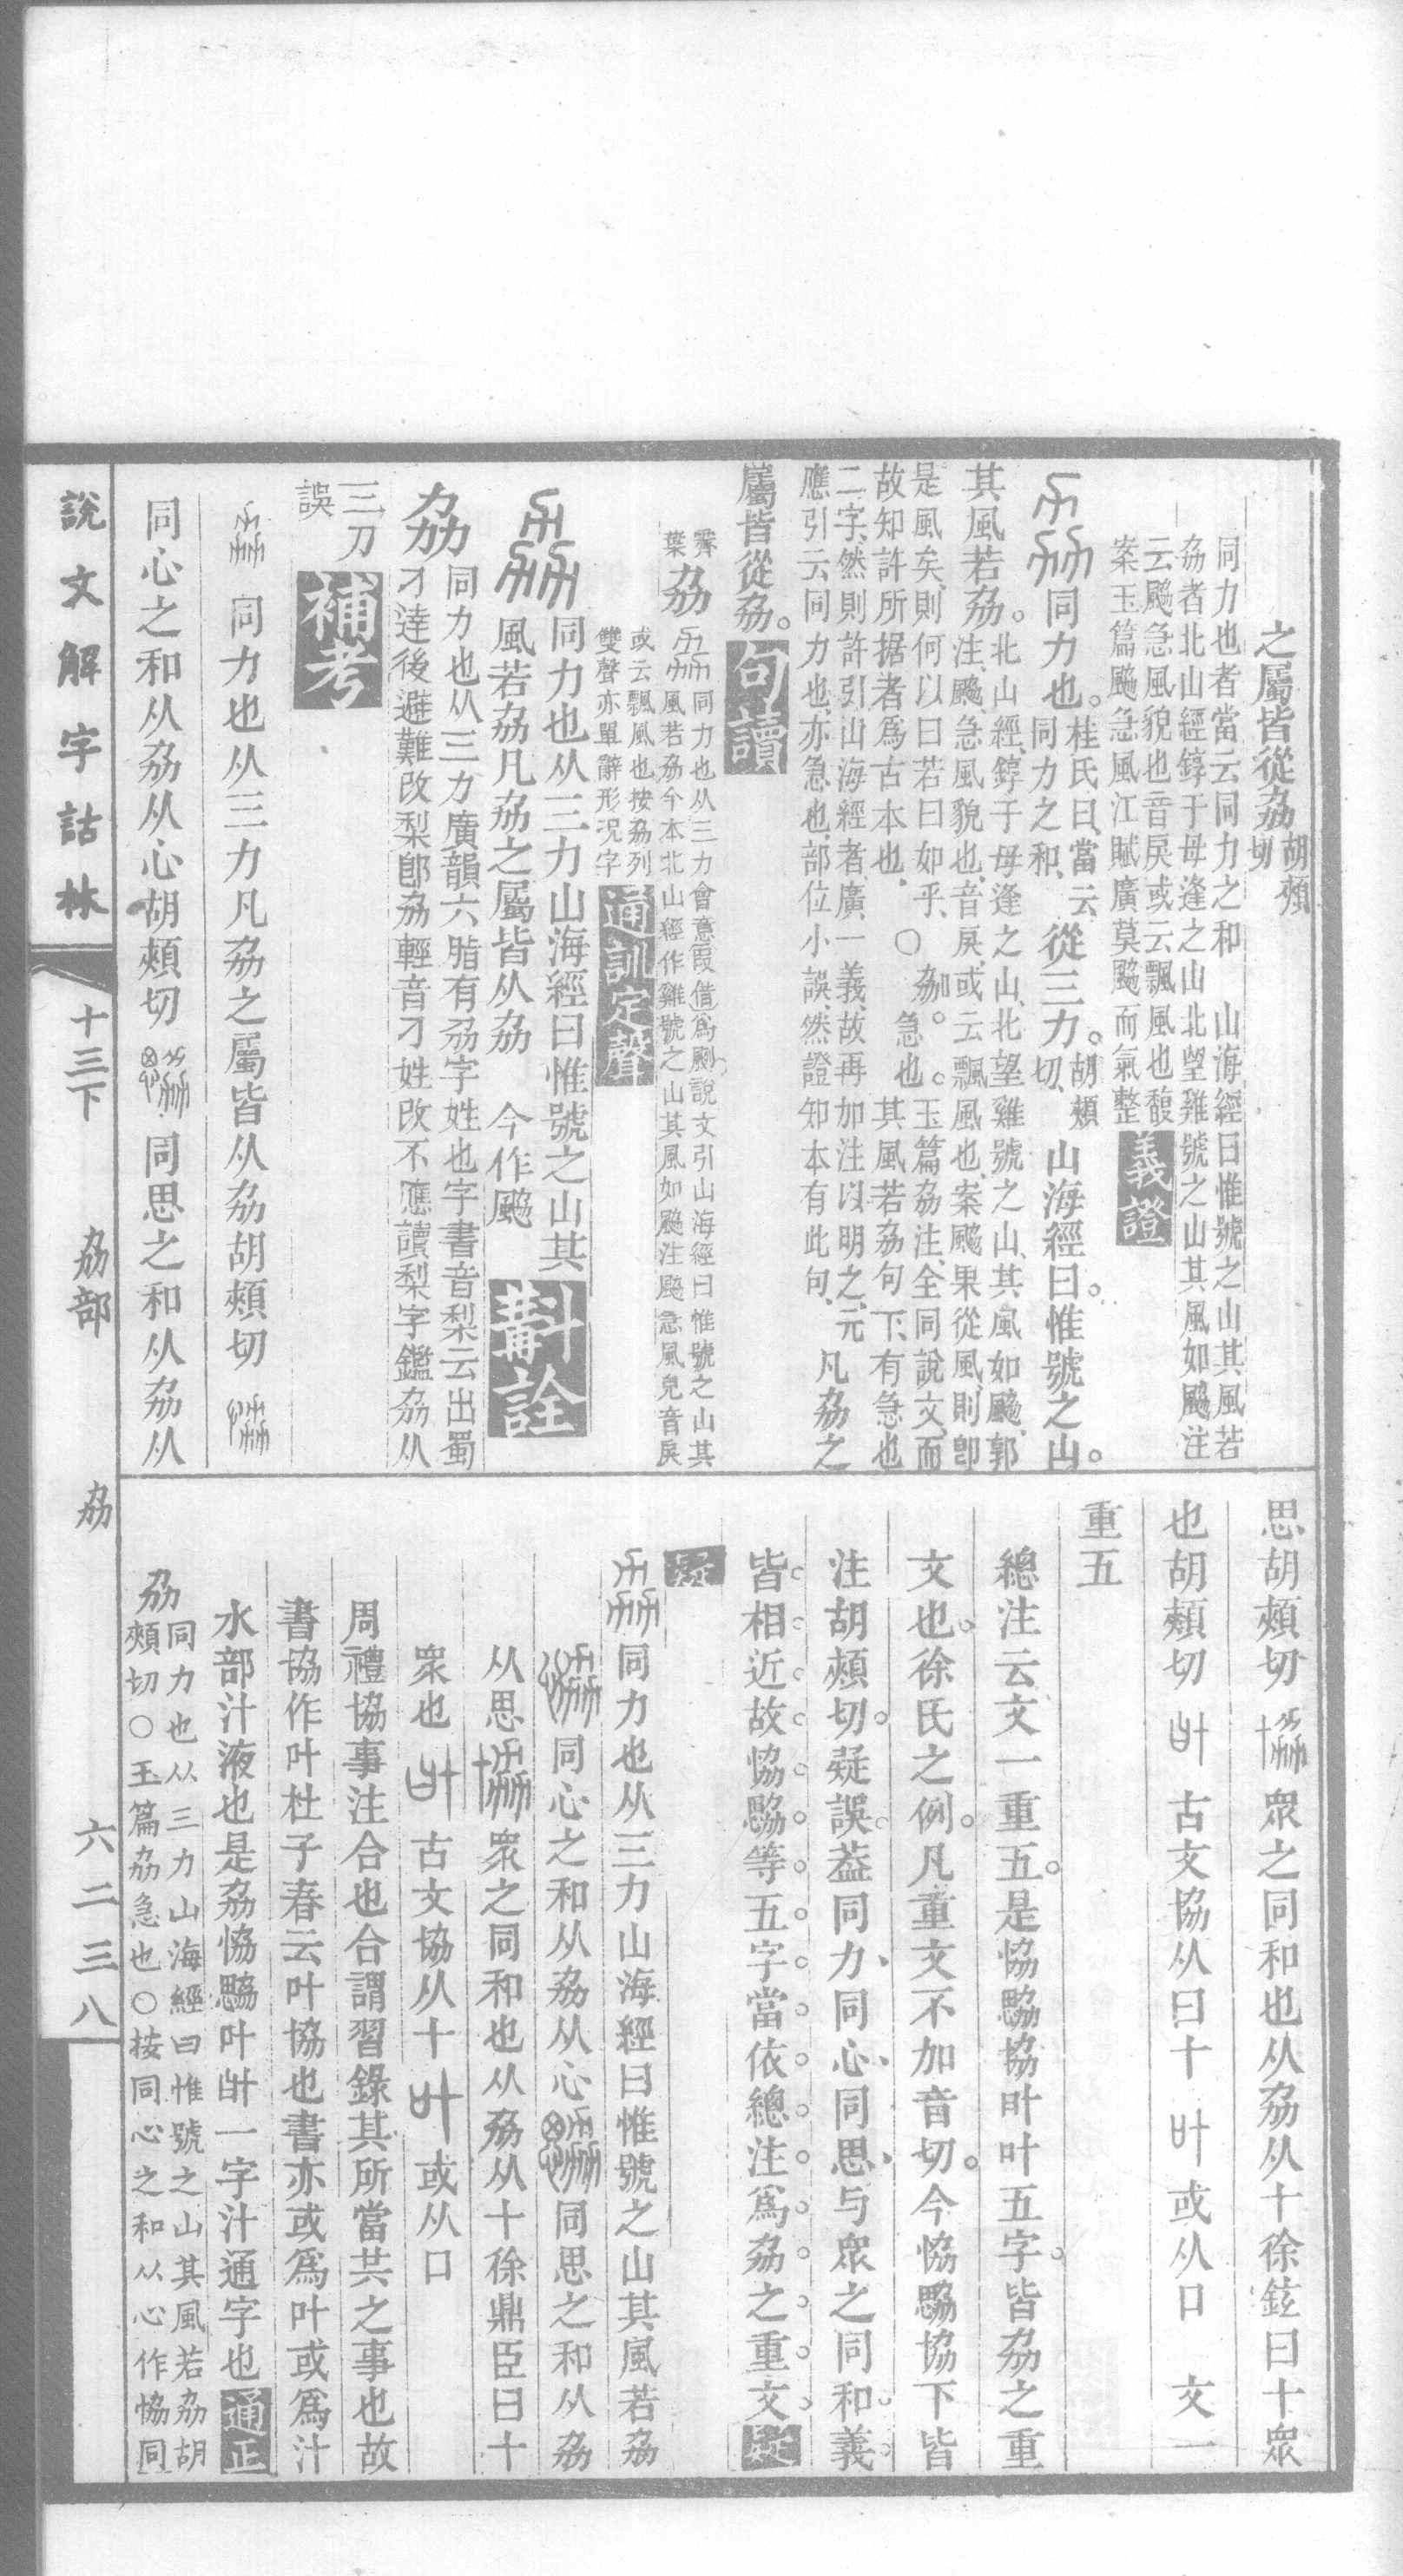 之屬皆從劦胡頰切
同力也者當云同力之和　山海經曰惟號之山其風若
劦者北山經錞于毋逢之山北望雞號之山其風如䬅注
云䬅急風貌也音戾或云飄風也馥
案玉篇䬅急風江賦廣莫䬅而氣整
義證
同力也。桂氏曰、當云、同力之和、從三力。胡頰切、山海經曰。惟號之山。
其風若劦。北山經、錞于毋逢之山、北望雞號之山、其風如䬅、郭
注、䬅、急風貌也、音戾、或云飄風也、案䬅果從風、則卽
是風矣、則何以曰若曰如乎、○劦。急也。玉篇劦注、全同說文、而
故知許所据者爲古本也、其風若劦句下、有急也
二字、然則許引山海經者、廣一義、故再加注以明之、元
應引云同力也、亦急也、部位小誤、然證知本有此句、
凡劦之
屬皆從劦。
句讀
劦同力也从三力會意叚借爲颲說文引山海經曰惟號之山其
風若劦今本北山經作雞號之山其風如䬅注䬅急風皃音戾
或云飄風也按劦列
雙聲亦單辭形況字
通訓定聲
同力也从三力山海經曰惟號之山其
風若劦凡劦之屬皆从劦　今作䬅
斠詮
劦同力也从三力廣韻六脂有刕字姓也字書音梨云出蜀
刁逵後避難改梨卽劦輕音刁姓改不應讀梨字鑑劦从
三刀
誤
補考
同力也从三力凡劦之屬皆从劦胡頰切
同心之和从劦从心胡頰切　同思之和从劦从
思胡頰切　衆之同和也从劦从十徐鉉曰十衆
也胡頰切　古文協从曰十　叶或从口　文一
重五
總注云文一重五。是恊勰協旪叶五字。皆劦之重
文也。徐氏之例。凡重文不加音切。今恊勰協下皆
注胡頰切。疑誤。葢同力、同心、同思、与衆之同和。義
皆相近。故恊勰等五字。當依總注。爲劦之重文。
疑疑
同力也从三力山海經曰惟號之山其風若劦
同心之和从劦从心　同思之和从劦
从思　衆之同和也从劦从十徐鼎臣曰十
衆也　古文協从十　叶或从口
周禮協事注合也合謂習錄其所當共之事也故
書協作叶杜子春云叶協也書亦或爲叶或爲汁
水部汁液也是劦恊勰叶旪一字汁通字也
通正
劦同力也从三力山海經曰惟號之山其風若劦胡
頰切○玉篇劦急也○按同心之和从心作恊同
說文解字詁林　十三下　劦部　劦　六二三八